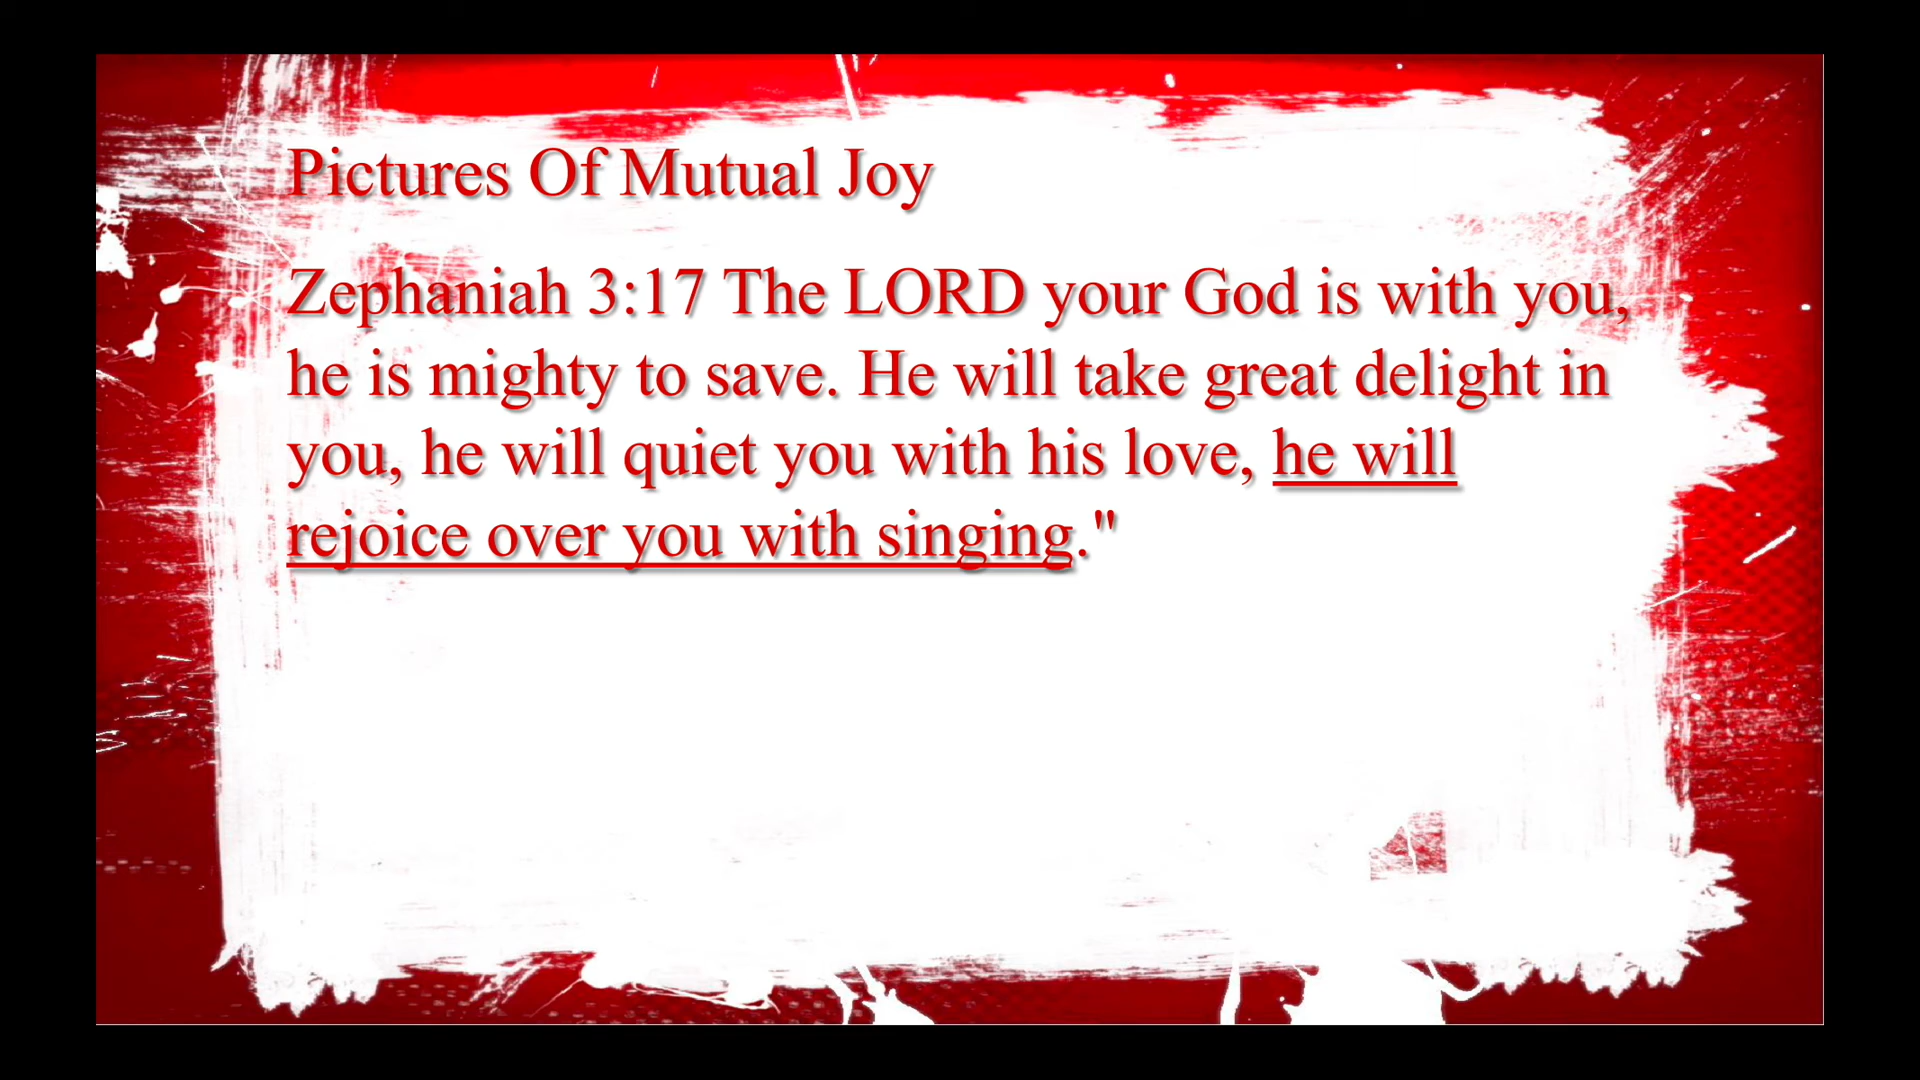 Pictures Of Mutual Joy
Zephaniah 3:17 The LORD your God is with you,
he is mighty to save. He will take great delight in
you, he will quiet you with his love, he will
rejoice over you with singing."